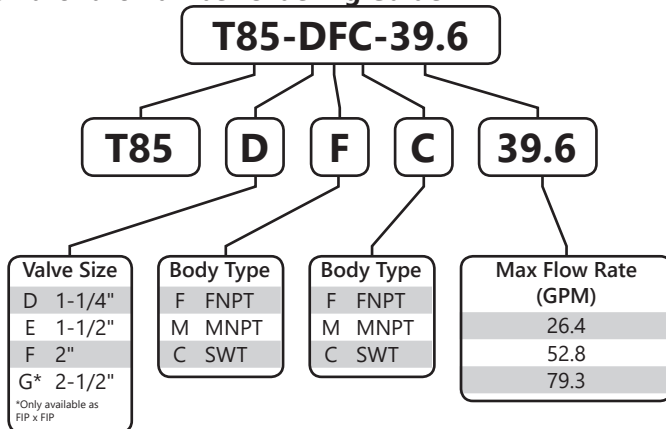 T85-DFC-39.6
T85 D F C 39.6
Valve Size
D 1-1/4"
E 1-1/2"
F 2"
G* 2-1/2"
*Only available as
FIP x FIP
Body Type
F FNPT
M MNPT
C SWT
Body Type
F FNPT
M MNPT
C SWT
Max Flow Rate
(GPM)
26.4
52.8
79.3